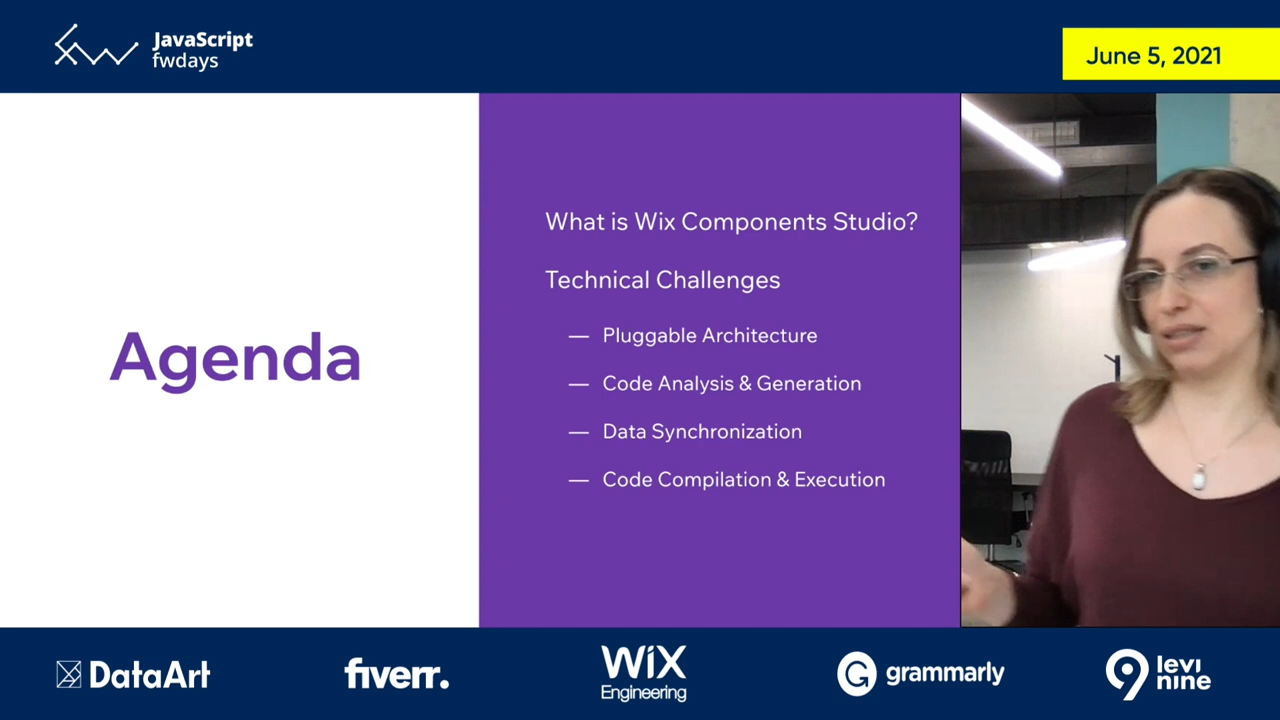 JavaScript
fwdays
June 5, 2021
Agenda
What is Wix Components Studio?
Technical Challenges
— Pluggable Architecture
— Code Analysis & Generation
— Data Synchronization
— Code Compilation & Execution
DataArt
fiverr.
WiX
Engineering
grammarly
levi
nine